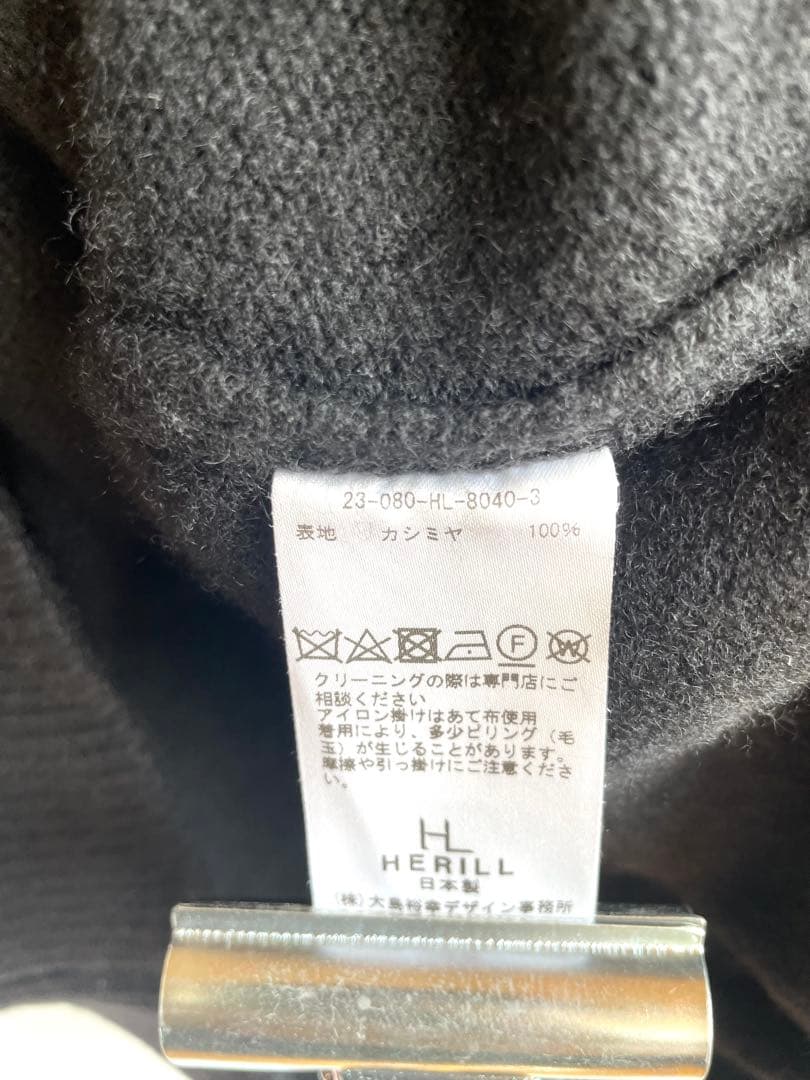 23-080-HL-8040-3
表地 カシミヤ 100%
F
W
クリーニングの際は専門店にご
相談ください
アイロン掛けはあて布使用
着用により、多少ピリング(毛
玉)が生じることがあります。
摩擦や引っ掛けにご注意くださ
い。
HL
HERILL
日本製
(株)大島裕幸デザイン事務所